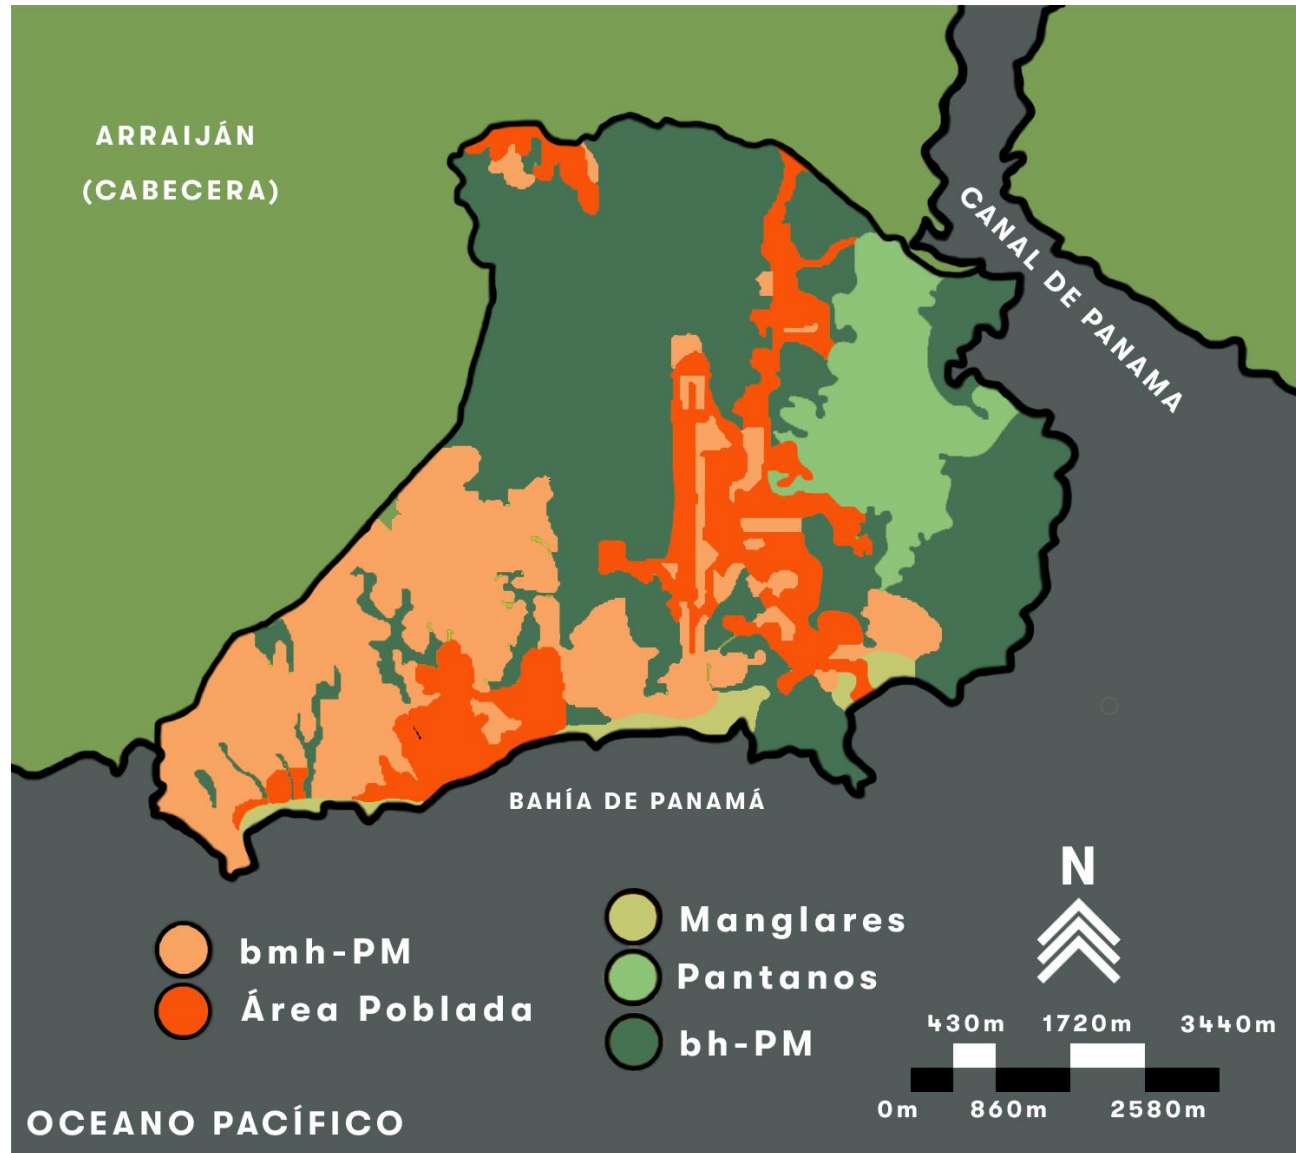 ARRAIJÁN
(CABECERA)
CANAL DE PANAMA
BAHÍA DE PANAMÁ
bmh-PM
Área Poblada
Manglares
Pantanos
bh-PM
N
430m 1720m 3440m
0m 860m 2580m
OCEANO PACÍFICO